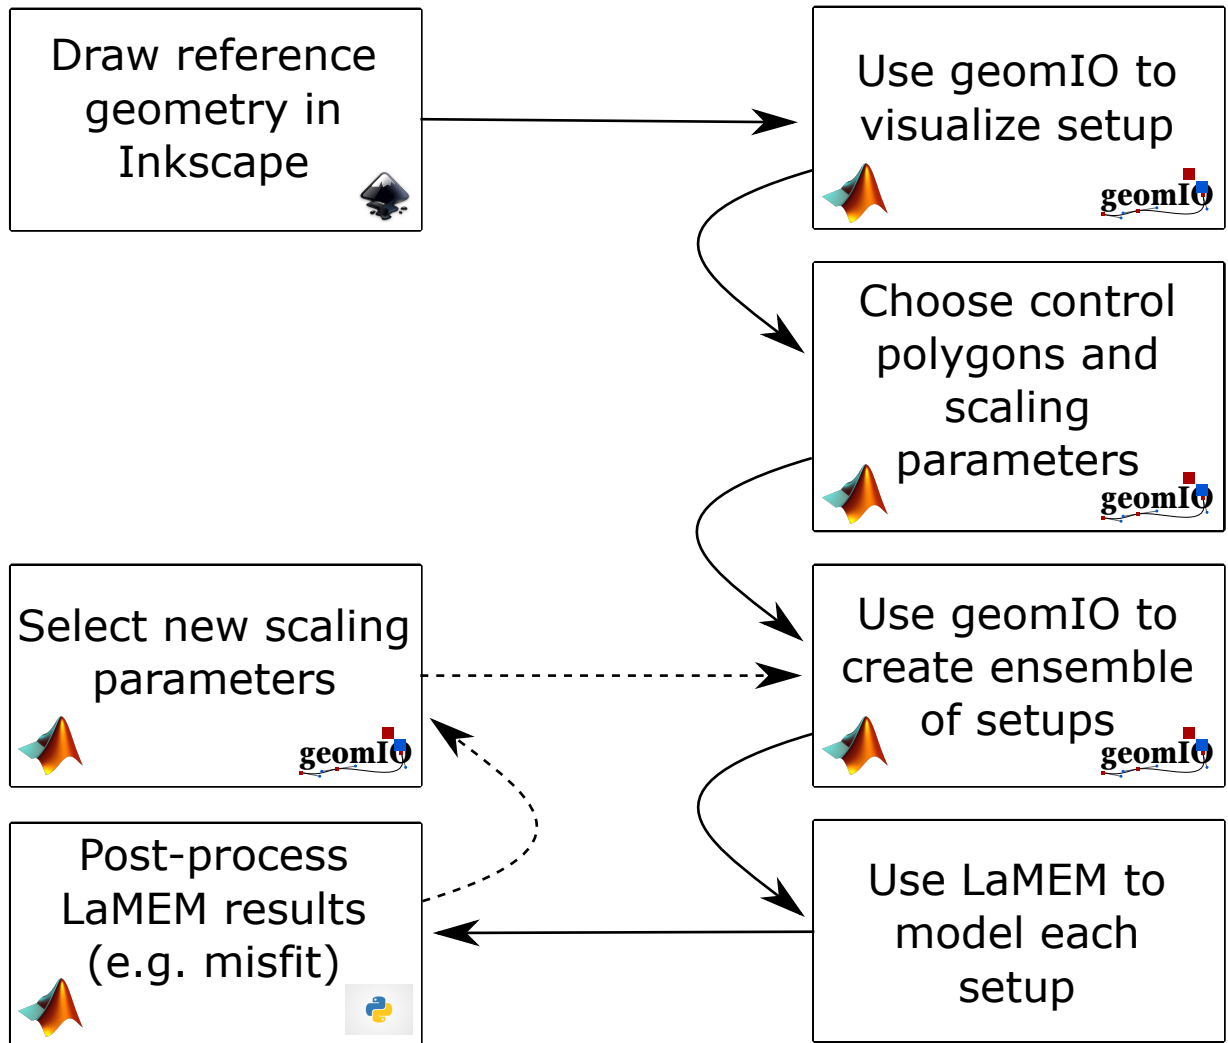 Draw reference
geometry in
Inkscape
Use geomIO to
visualize setup
geomIO
Choose control
polygons and
scaling
parameters
geomIO
Select new scaling
parameters
geomIO
Use geomIO to
create ensemble
of setups
geomIO
Post-process
LaMEM results
(e.g. misfit)
Use LaMEM to
model each
setup